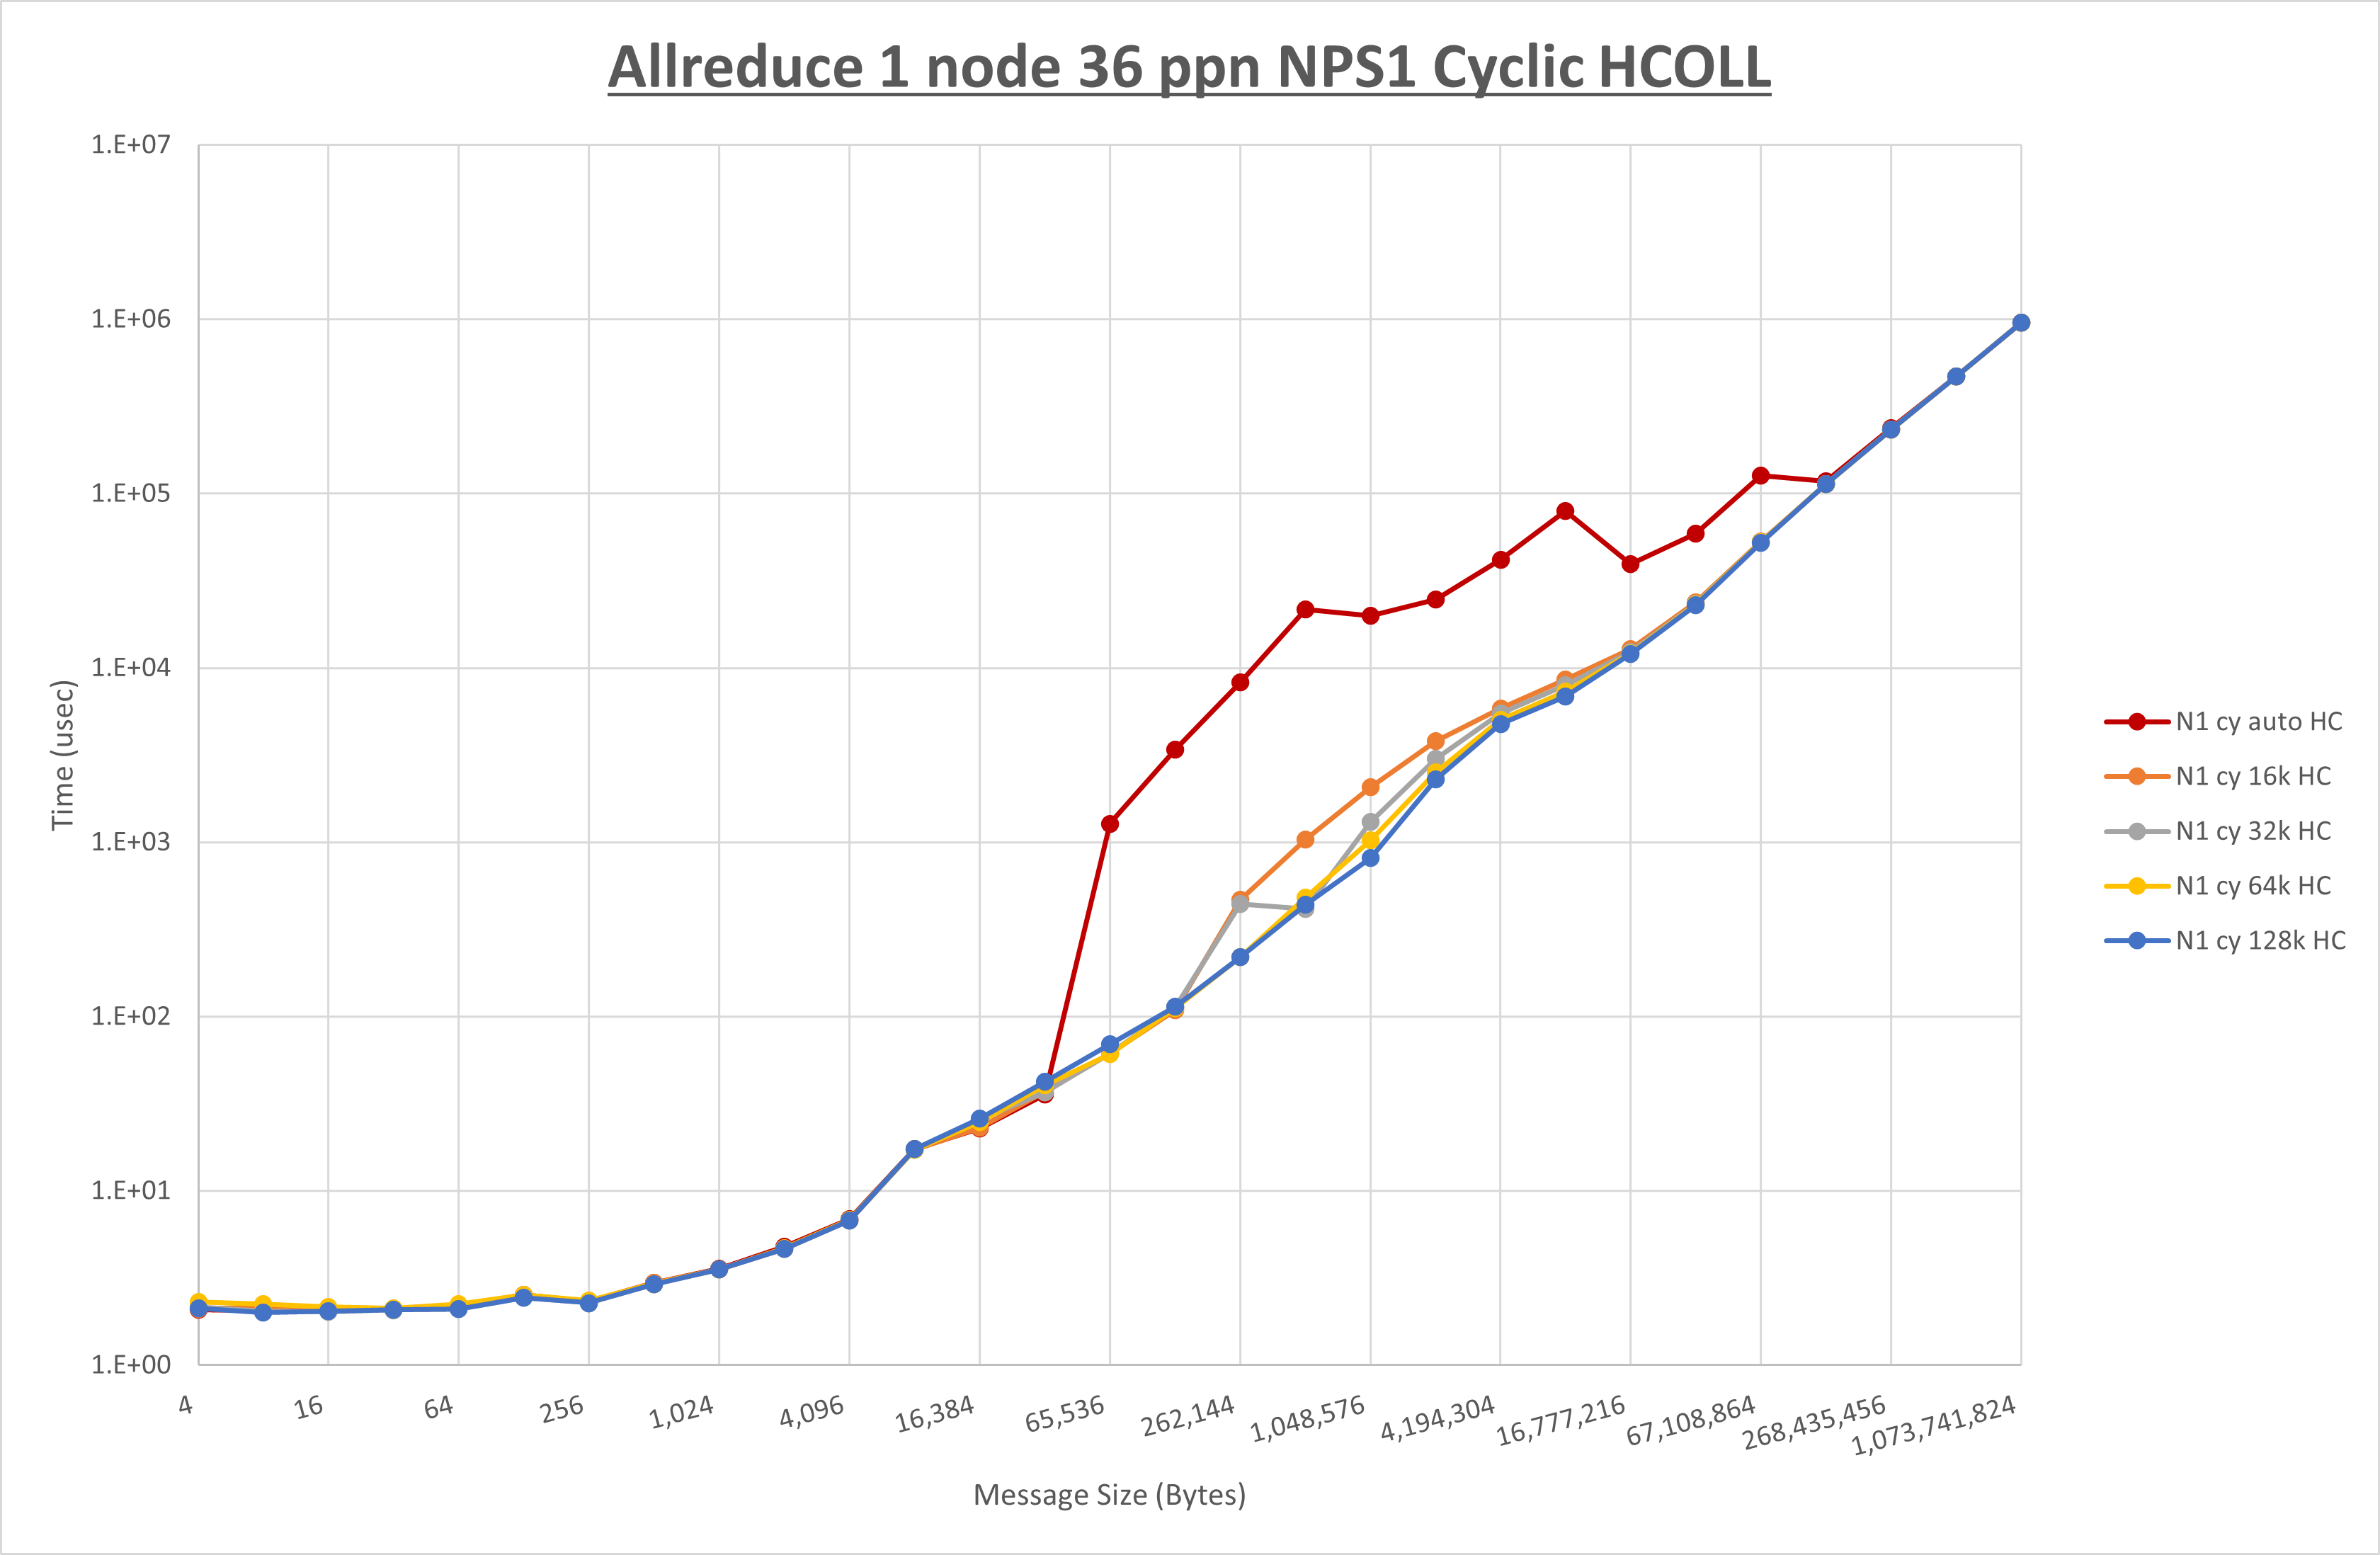 Allreduce 1 node 36 ppn NPS1 Cyclic HCOLL
1.E+07
1.E+06
1.E+05
1.E+04
1.E+03
1.E+02
1.E+01
1.E+00
Time (usec)
4
16
64
256
1,024
4,096
16,384
65,536
262,144
1,048,576
4,194,304
16,777,216
67,108,864
268,435,456
1,073,741,824
Message Size (Bytes)
N1 cy auto HC
N1 cy 16k HC
N1 cy 32k HC
N1 cy 64k HC
N1 cy 128k HC